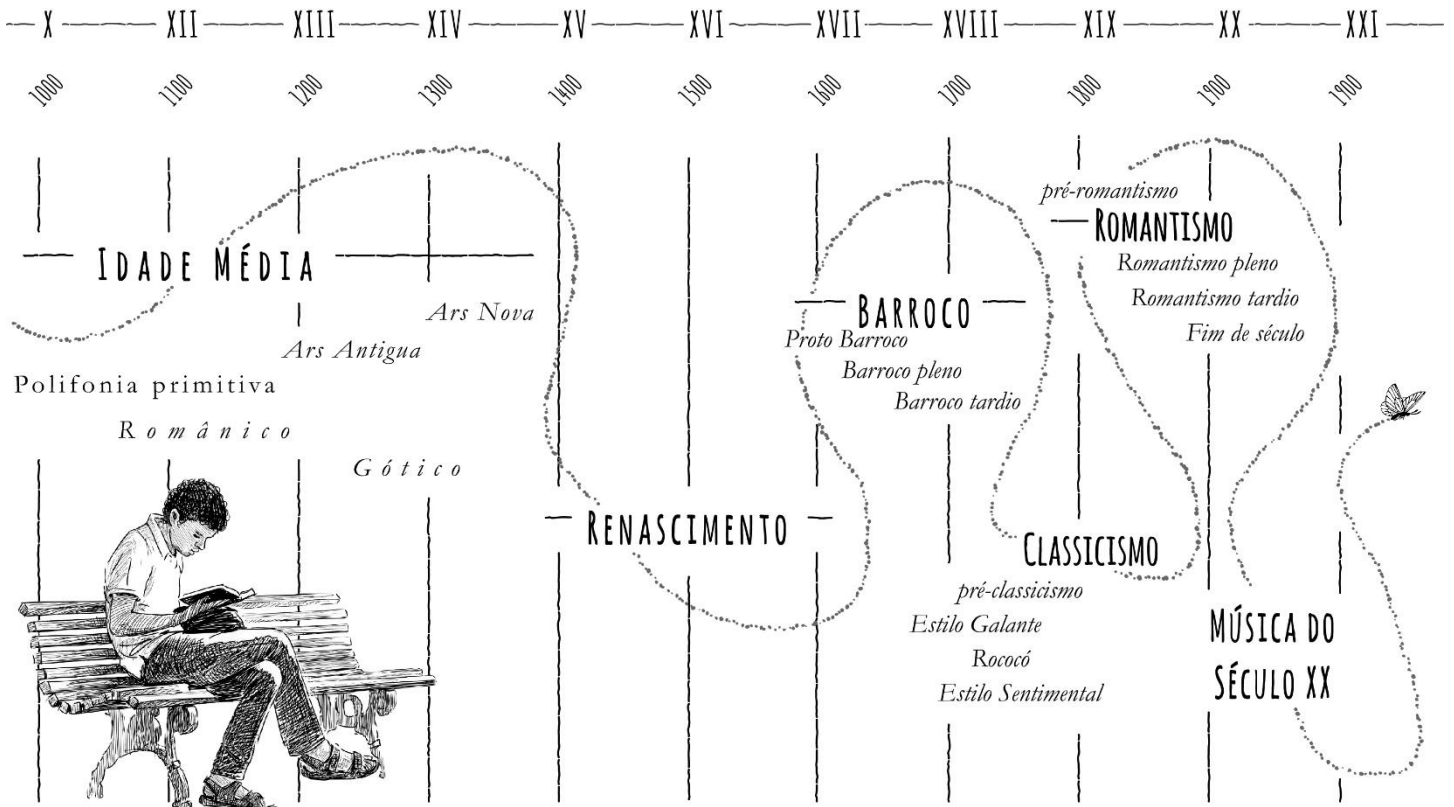 X XII XIII XIV XV XVI XVII XVIII XIX XX XXI
1000 1100 1200 1300 1400 1500 1600 1700 1800 1900 1900
IDADE MÉDIA
Ars Nova
Ars Antigua
Polifonia primitiva
Românico
Gótico
RENASCIMENTO
BARROCO
Proto Barroco
Barroco pleno
Barroco tardio
CLASSICISMO
pré-classicismo
Estilo Galante
Rococó
Estilo Sentimental
pré-romantismo
ROMANTISMO
Romantismo pleno
Romantismo tardio
Fim de século
MÚSICA DO
SÉCULO XX